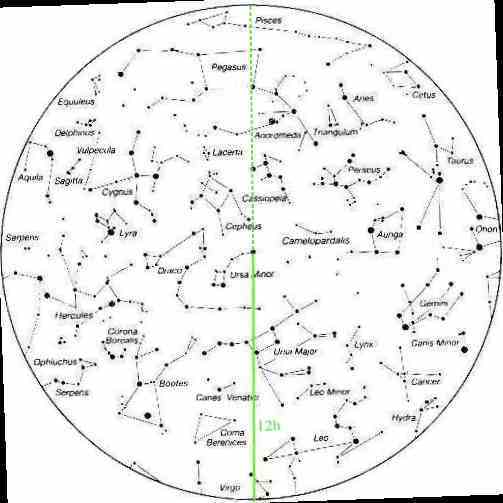 Pisces
Pegasus
Equuleus
Aries
Cetus
Delphinus
Andromeda
Triangulum
Vulpecula
Lacerta
Taurus
Aquila
Sagitta
Perseus
Cygnus
Cassiopeia
Cepheus
Lyra
Camelopardalis
Auriga
Orion
Serpens
Draco
Ursa Minor
Hercules
Gemini
Corona
Borealis
Ursa Major
Lynx
Canis Minor
Ophiuchus
Serpens
Bootes
Canes Venatici
Leo Minor
Cancer
12h
Hydra
Coma
Berenices
Leo
Virgo